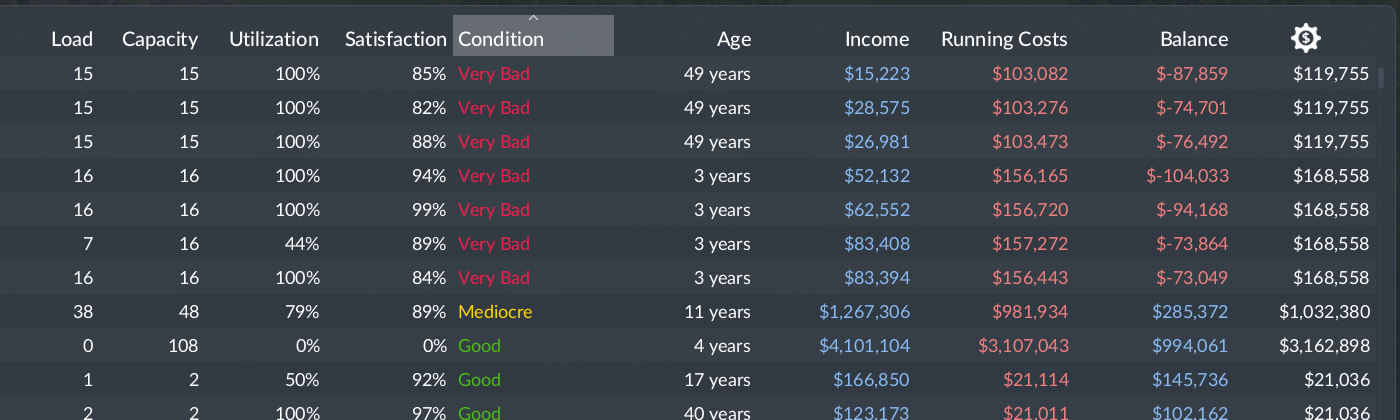 Load Capacity Utilization Satisfaction Condition Age Income Running Costs Balance
15 15 100% 85% Very Bad 49 years $15,223 $103,082 $-87,859 $119,755
15 15 100% 82% Very Bad 49 years $28,575 $103,276 $-74,701 $119,755
15 15 100% 88% Very Bad 49 years $26,981 $103,473 $-76,492 $119,755
16 16 100% 94% Very Bad 3 years $52,132 $156,165 $-104,033 $168,558
16 16 100% 99% Very Bad 3 years $62,552 $156,720 $-94,168 $168,558
7 16 44% 89% Very Bad 3 years $83,408 $157,272 $-73,864 $168,558
16 16 100% 84% Very Bad 3 years $83,394 $156,443 $-73,049 $168,558
38 48 79% 89% Mediocre 11 years $1,267,306 $981,934 $285,372 $1,032,380
0 108 0% 0% Good 4 years $4,101,104 $3,107,043 $994,061 $3,162,898
1 2 50% 92% Good 17 years $166,850 $21,114 $145,736 $21,036
2 2 100% 97% Good 40 years $123,173 $21,011 $102,162 $21,036